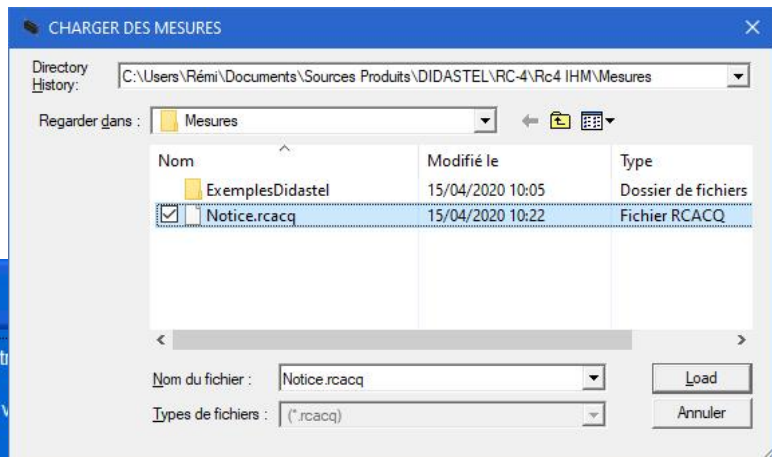 CHARGER DES MESURES
Directory History: C:\Users\Rémi\Documents\Sources Produits\DIDASTEL\RC-4\Rc4 IHM\Mesures
Regarder dans : Mesures
Nom Modifié le Type
ExemplesDidastel 15/04/2020 10:05 Dossier de fichiers
Notice.rcacq 15/04/2020 10:22 Fichier RCACQ
Nom du fichier : Notice.rcacq Load
Types de fichiers : (*.rcacq) Annuler